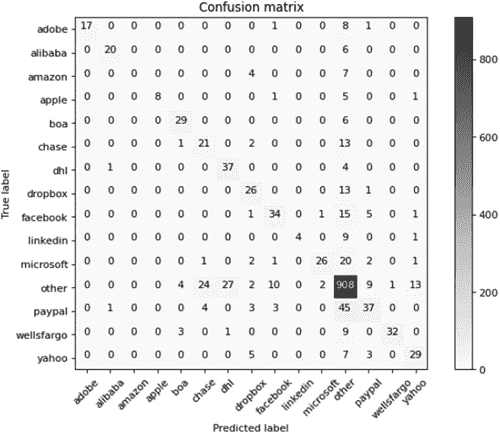 Confusion matrix
adobe 17 0 0 0 0 0 0 0 1 0 0 8 1 0 0
alibaba 0 20 0 0 0 0 0 0 0 0 0 6 0 0 0
amazon 0 0 0 0 0 0 0 4 0 0 0 7 0 0 0
apple 0 0 0 8 0 0 0 0 1 0 0 5 0 0 1
boa 0 0 0 0 29 0 0 0 0 0 0 6 0 0 0
chase 0 0 0 0 1 21 0 2 0 0 0 13 0 0 0
dhl 0 1 0 0 0 0 37 0 0 0 0 4 0 0 0
dropbox 0 0 0 0 0 0 0 26 0 0 0 13 1 0 0
facebook 0 0 0 0 0 0 0 1 34 0 1 15 5 0 1
linkedin 0 0 0 0 0 0 0 0 0 4 0 9 0 0 1
microsoft 0 0 0 0 0 1 0 2 1 0 26 20 2 0 1
other 0 0 0 0 4 24 27 2 10 0 2 908 9 1 13
paypal 0 1 0 0 0 4 0 3 3 0 0 45 37 0 0
wellsfargo 0 0 0 0 3 0 1 0 0 0 0 9 0 32 0
yahoo 0 0 0 0 0 0 0 5 0 0 0 7 3 0 29
True label
adobe alibaba amazon apple boa chase dhl dropbox facebook linkedin microsoft other paypal wellsfargo yahoo
Predicted label
800
600
400
200
0